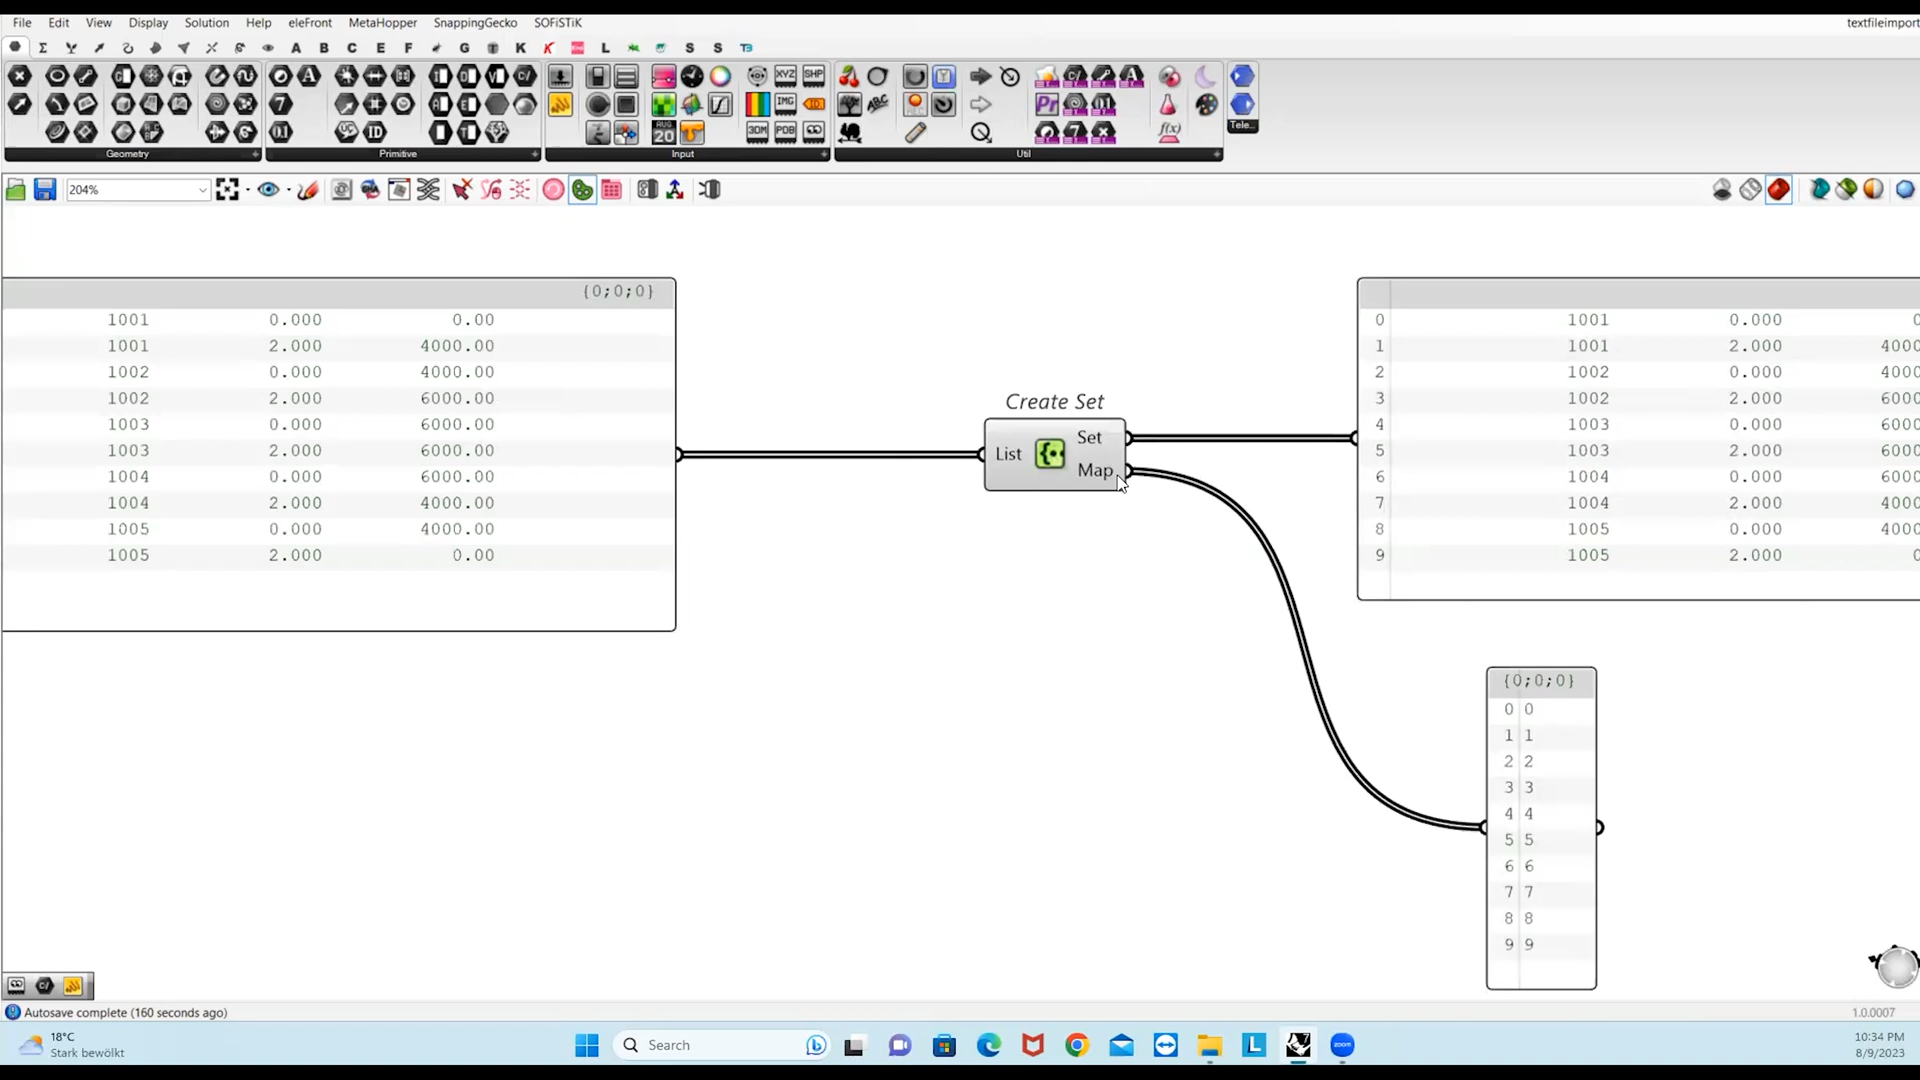 File Edit View Display Solution Help eleFront MetaHopper SnappingGecko SOFiSTiK
textfileimport
A B C E F G K K L S S
Geometry Primitive Input Util
Tele...
204%
{0;0;0}
1001 0.000 0.00
1001 2.000 4000.00
1002 0.000 4000.00
1002 2.000 6000.00
1003 0.000 6000.00
1003 2.000 6000.00
1004 0.000 6000.00
1004 2.000 4000.00
1005 0.000 4000.00
1005 2.000 0.00
Create Set
List
Set
Map
0 1001 0.000 0
1 1001 2.000 4000
2 1002 0.000 4000
3 1002 2.000 6000
4 1003 0.000 6000
5 1003 2.000 6000
6 1004 0.000 6000
7 1004 2.000 4000
8 1005 0.000 4000
9 1005 2.000 0
{0;0;0}
0 0
1 1
2 2
3 3
4 4
5 5
6 6
7 7
8 8
9 9
Autosave complete (160 seconds ago)
1.0.0007
18°C
Stark bewölkt
Search
zoom
10:34 PM
8/9/2023